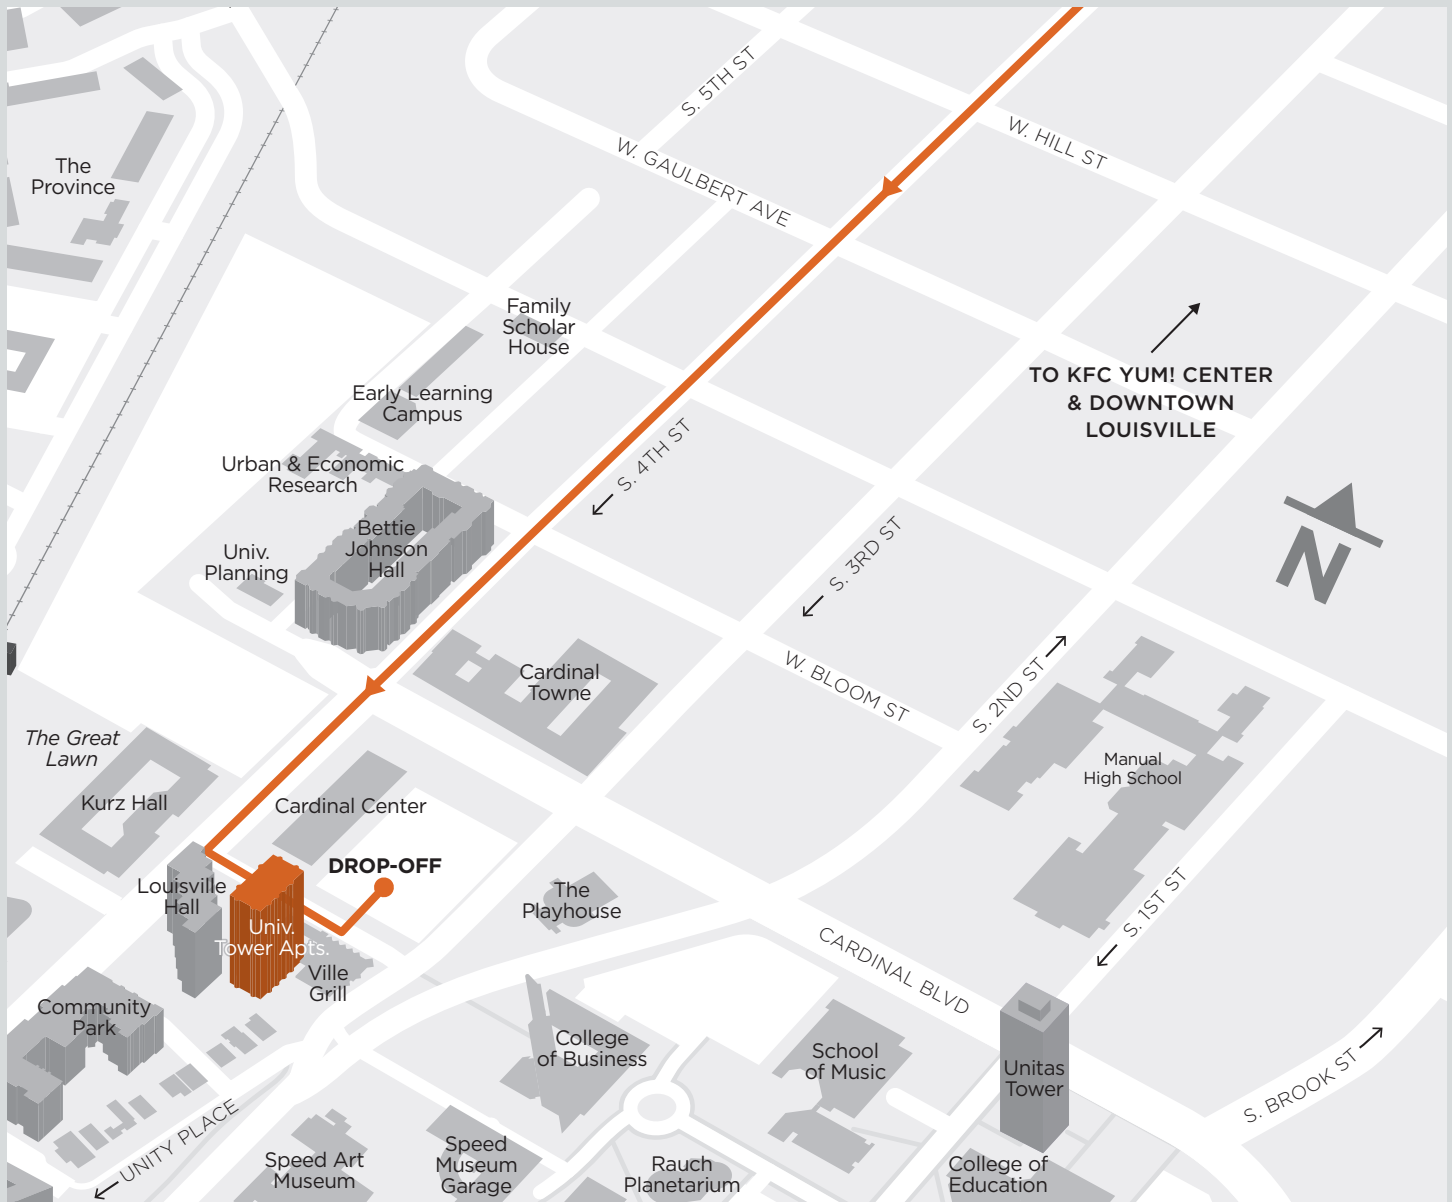 S. 5TH ST
W. HILL ST
W. GAULBERT AVE
The
Province
Family
Scholar
House
TO KFC YUM! CENTER
& DOWNTOWN
LOUISVILLE
Early Learning
Campus
S. 4TH ST
Urban & Economic
Research
Bettie
Johnson
Hall
Univ.
Planning
S. 3RD ST
N
W. BLOOM ST
S. 2ND ST
Cardinal
Towne
The Great
Lawn
Manual
High School
Kurz Hall
Cardinal Center
DROP-OFF
Louisville
Hall
The
Playhouse
S. 1ST ST
Univ.
Tower Apts.
Ville
Grill
CARDINAL BLVD
Community
Park
College
of Business
School
of Music
Unitas
Tower
S. BROOK ST
UNITY PLACE
Speed Art
Museum
Speed
Museum
Garage
Rauch
Planetarium
College of
Education